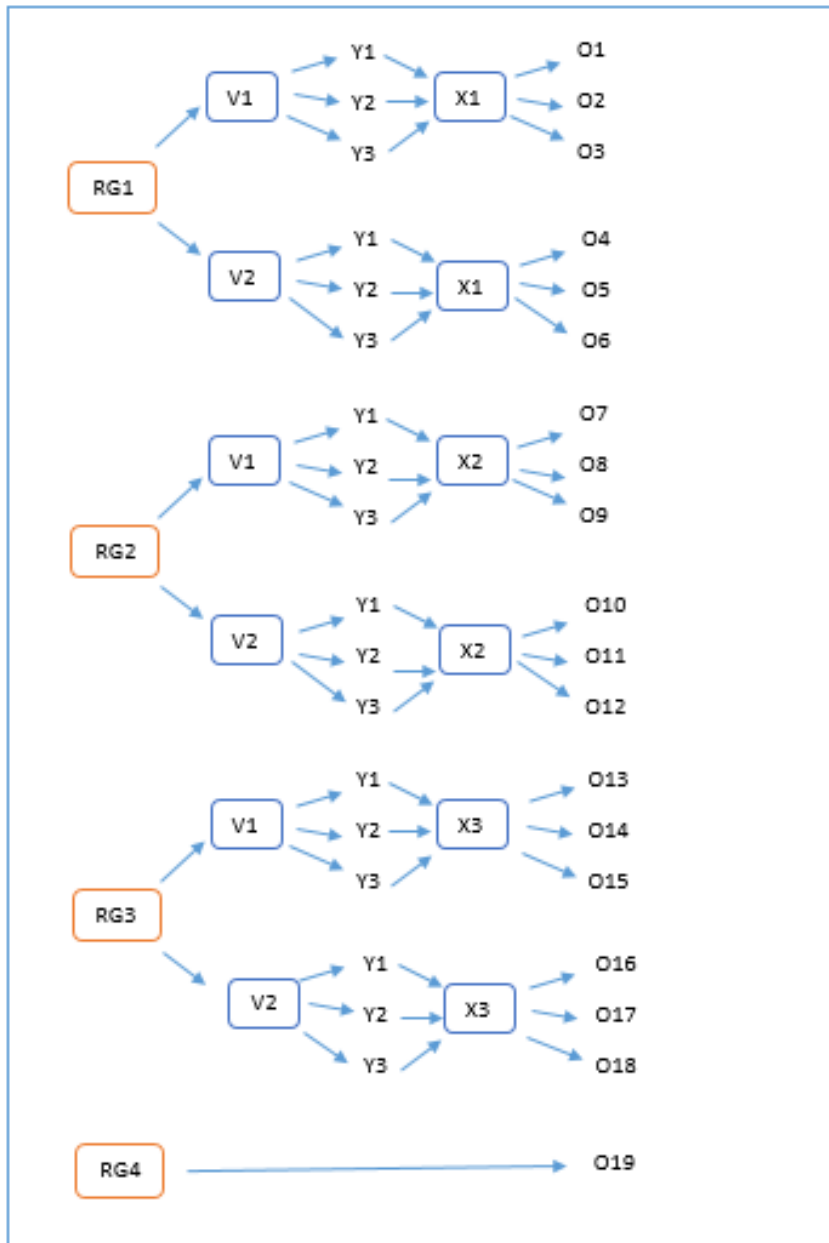 Y1 O1
V1 Y2 X1 O2
Y3 O3
RG1
Y1 O4
V2 Y2 X1 O5
Y3 O6
Y1 O7
V1 Y2 X2 O8
Y3 O9
RG2
Y1 O10
V2 Y2 X2 O11
Y3 O12
Y1 O13
V1 Y2 X3 O14
Y3 O15
RG3
Y1 O16
V2 Y2 X3 O17
Y3 O18
RG4 O19